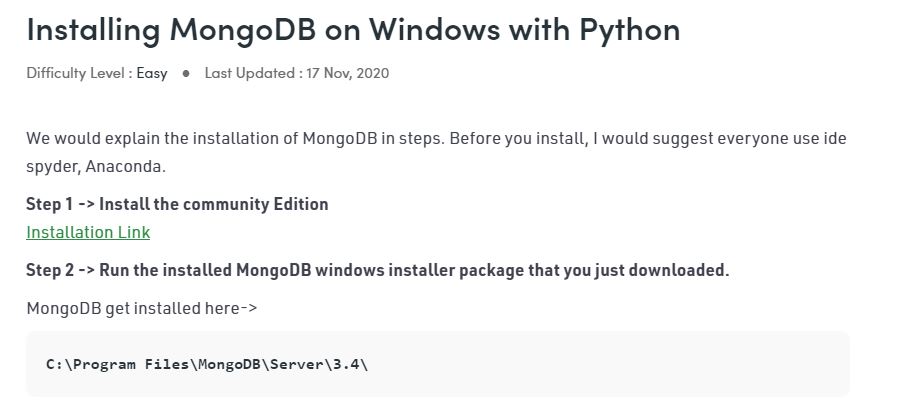 Installing MongoDB on Windows with Python
Difficulty Level : Easy ● Last Updated : 17 Nov, 2020
We would explain the installation of MongoDB in steps. Before you install, I would suggest everyone use ide
spyder, Anaconda.
Step 1 -> Install the community Edition
Installation Link
Step 2 -> Run the installed MongoDB windows installer package that you just downloaded.
MongoDB get installed here->
C:\Program Files\MongoDB\Server\3.4\